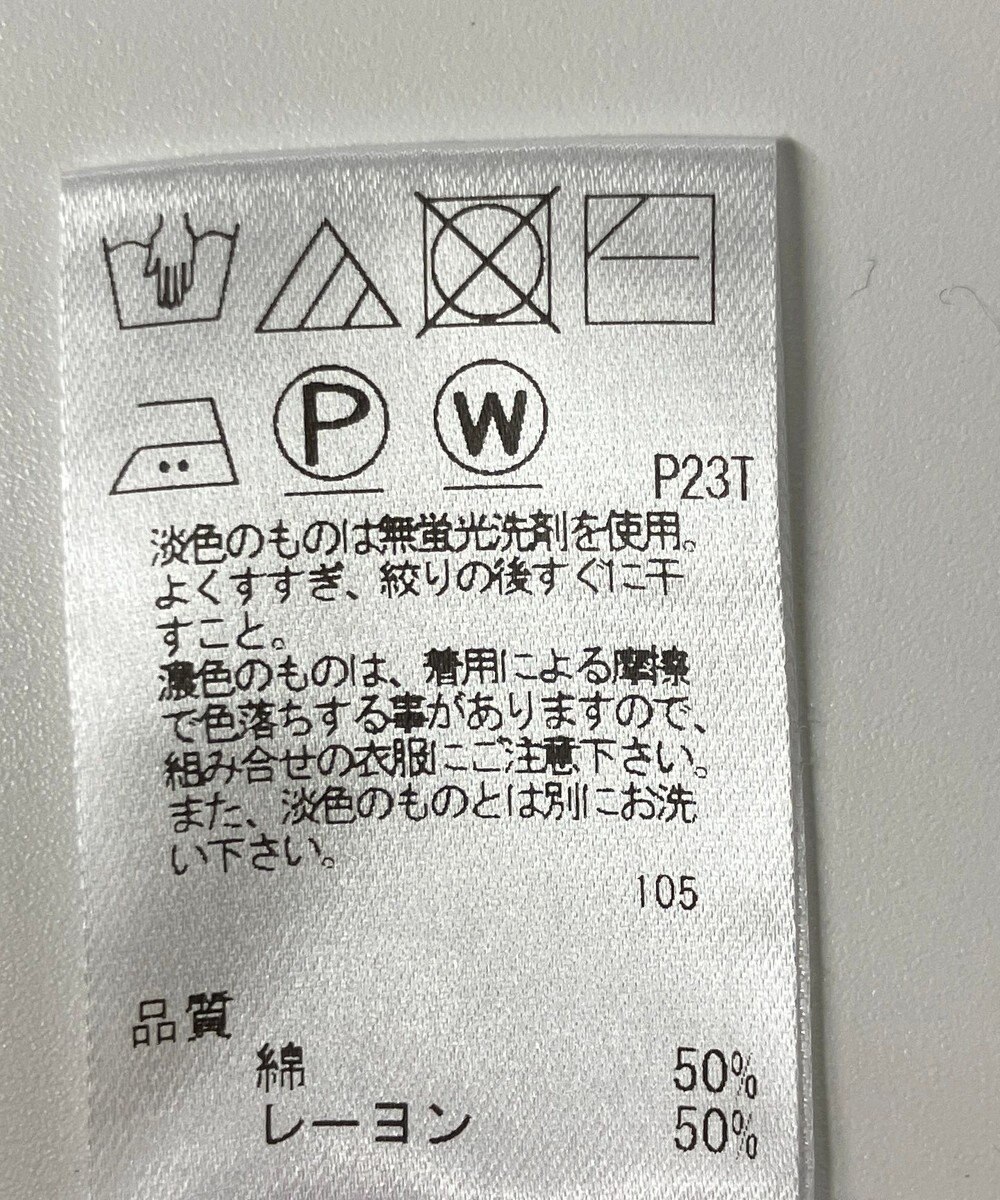 P W
P23T
淡色のものは無蛍光洗剤を使用。
よくすすぎ、絞りの後すぐに干
すこと。
濃色のものは、着用による摩擦
で色落ちする事がありますので、
組み合せの衣服にご注意下さい。
また、淡色のものとは別にお洗
い下さい。
105
品質
綿 50%
レーヨン 50%